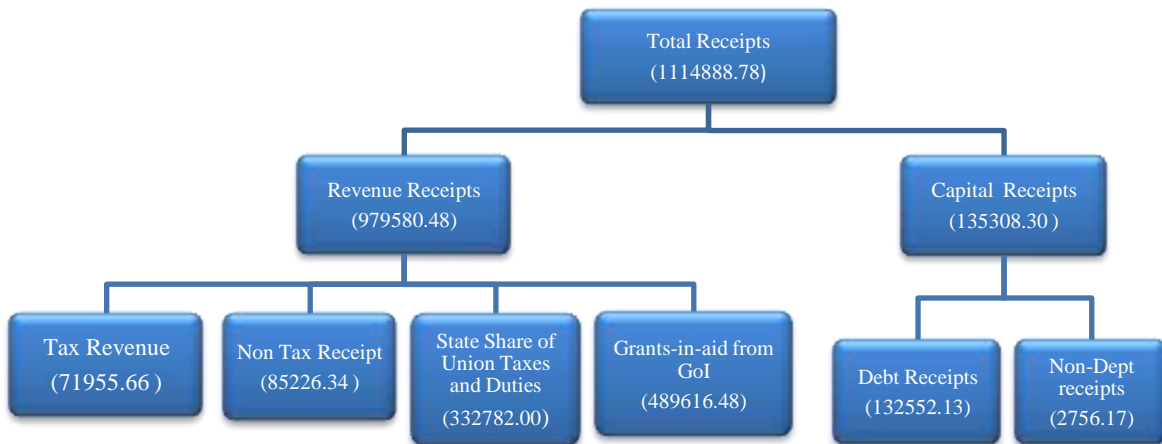 Total Receipts
(1114888.78)
Revenue Receipts
(979580.48)
Capital Receipts
(135308.30 )
Tax Revenue
(71955.66 )
Non Tax Receipt
(85226.34 )
State Share of
Union Taxes
and Duties
(332782.00)
Grants-in-aid from
GoI
(489616.48)
Debt Receipts
(132552.13)
Non-Dept
receipts
(2756.17)